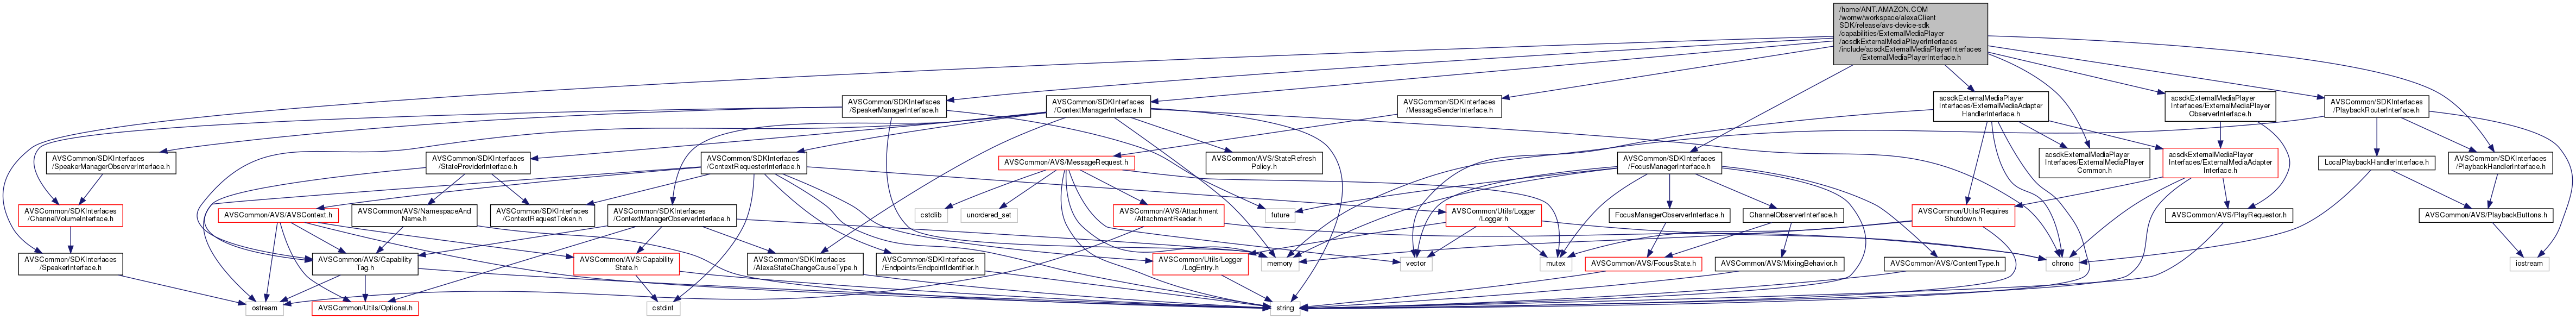 /home/ANT.AMAZON.COM
/womw/workspace/alexaClient
SDK/release/avs-device-sdk
/capabilities/ExternalMediaPlayer
/acsdkExternalMediaPlayerInterfaces
/include/acsdkExternalMediaPlayerInterfaces
/ExternalMediaPlayerInterface.h
AVSCommon/SDKInterfaces
/SpeakerManagerInterface.h
AVSCommon/SDKInterfaces
/ContextManagerInterface.h
AVSCommon/SDKInterfaces
/MessageSenderInterface.h
acsdkExternalMediaPlayer
Interfaces/ExternalMediaAdapter
HandlerInterface.h
acsdkExternalMediaPlayer
Interfaces/ExternalMediaPlayer
ObserverInterface.h
AVSCommon/SDKInterfaces
/PlaybackRouterInterface.h
AVSCommon/SDKInterfaces
/SpeakerManagerObserverInterface.h
AVSCommon/SDKInterfaces
/StateProviderInterface.h
AVSCommon/SDKInterfaces
/ContextRequesterInterface.h
AVSCommon/AVS/StateRefresh
Policy.h
AVSCommon/AVS/MessageRequest.h
AVSCommon/SDKInterfaces
/FocusManagerInterface.h
acsdkExternalMediaPlayer
Interfaces/ExternalMediaPlayer
Common.h
acsdkExternalMediaPlayer
Interfaces/ExternalMediaAdapter
Interface.h
LocalPlaybackHandlerInterface.h
AVSCommon/SDKInterfaces
/PlaybackHandlerInterface.h
AVSCommon/SDKInterfaces
/ChannelVolumeInterface.h
AVSCommon/AVS/AVSContext.h
AVSCommon/AVS/NamespaceAnd
Name.h
AVSCommon/SDKInterfaces
/ContextRequestToken.h
AVSCommon/SDKInterfaces
/ContextManagerObserverInterface.h
cstdlib
unordered_set
AVSCommon/AVS/Attachment
/AttachmentReader.h
future
AVSCommon/Utils/Logger
/Logger.h
FocusManagerObserverInterface.h
ChannelObserverInterface.h
AVSCommon/Utils/Requires
Shutdown.h
AVSCommon/AVS/PlayRequestor.h
AVSCommon/AVS/PlaybackButtons.h
AVSCommon/SDKInterfaces
/SpeakerInterface.h
AVSCommon/AVS/Capability
Tag.h
AVSCommon/AVS/Capability
State.h
AVSCommon/SDKInterfaces
/AlexaStateChangeCauseType.h
AVSCommon/SDKInterfaces
/Endpoints/EndpointIdentifier.h
AVSCommon/Utils/Logger
/LogEntry.h
memory
vector
mutex
AVSCommon/AVS/FocusState.h
AVSCommon/AVS/MixingBehavior.h
AVSCommon/AVS/ContentType.h
chrono
iostream
ostream
AVSCommon/Utils/Optional.h
cstdint
string